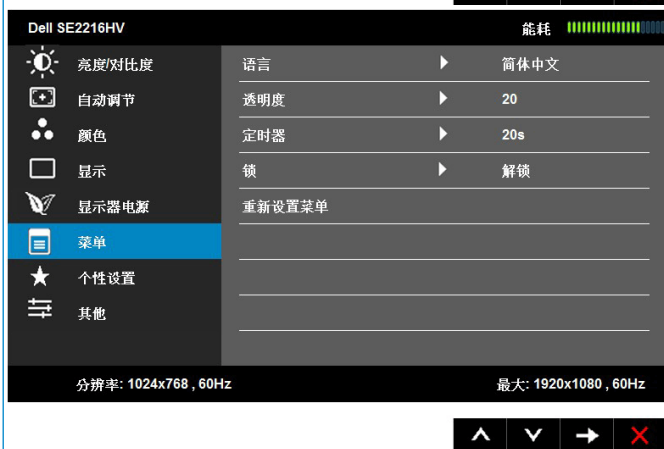 Dell SE2216HV 能耗
亮度/对比度 语言 简体中文
自动调节 透明度 20
颜色 定时器 20s
显示 锁 解锁
显示器电源 重新设置菜单
菜单
个性设置
其他
分辨率: 1024x768 , 60Hz 最大: 1920x1080 , 60Hz